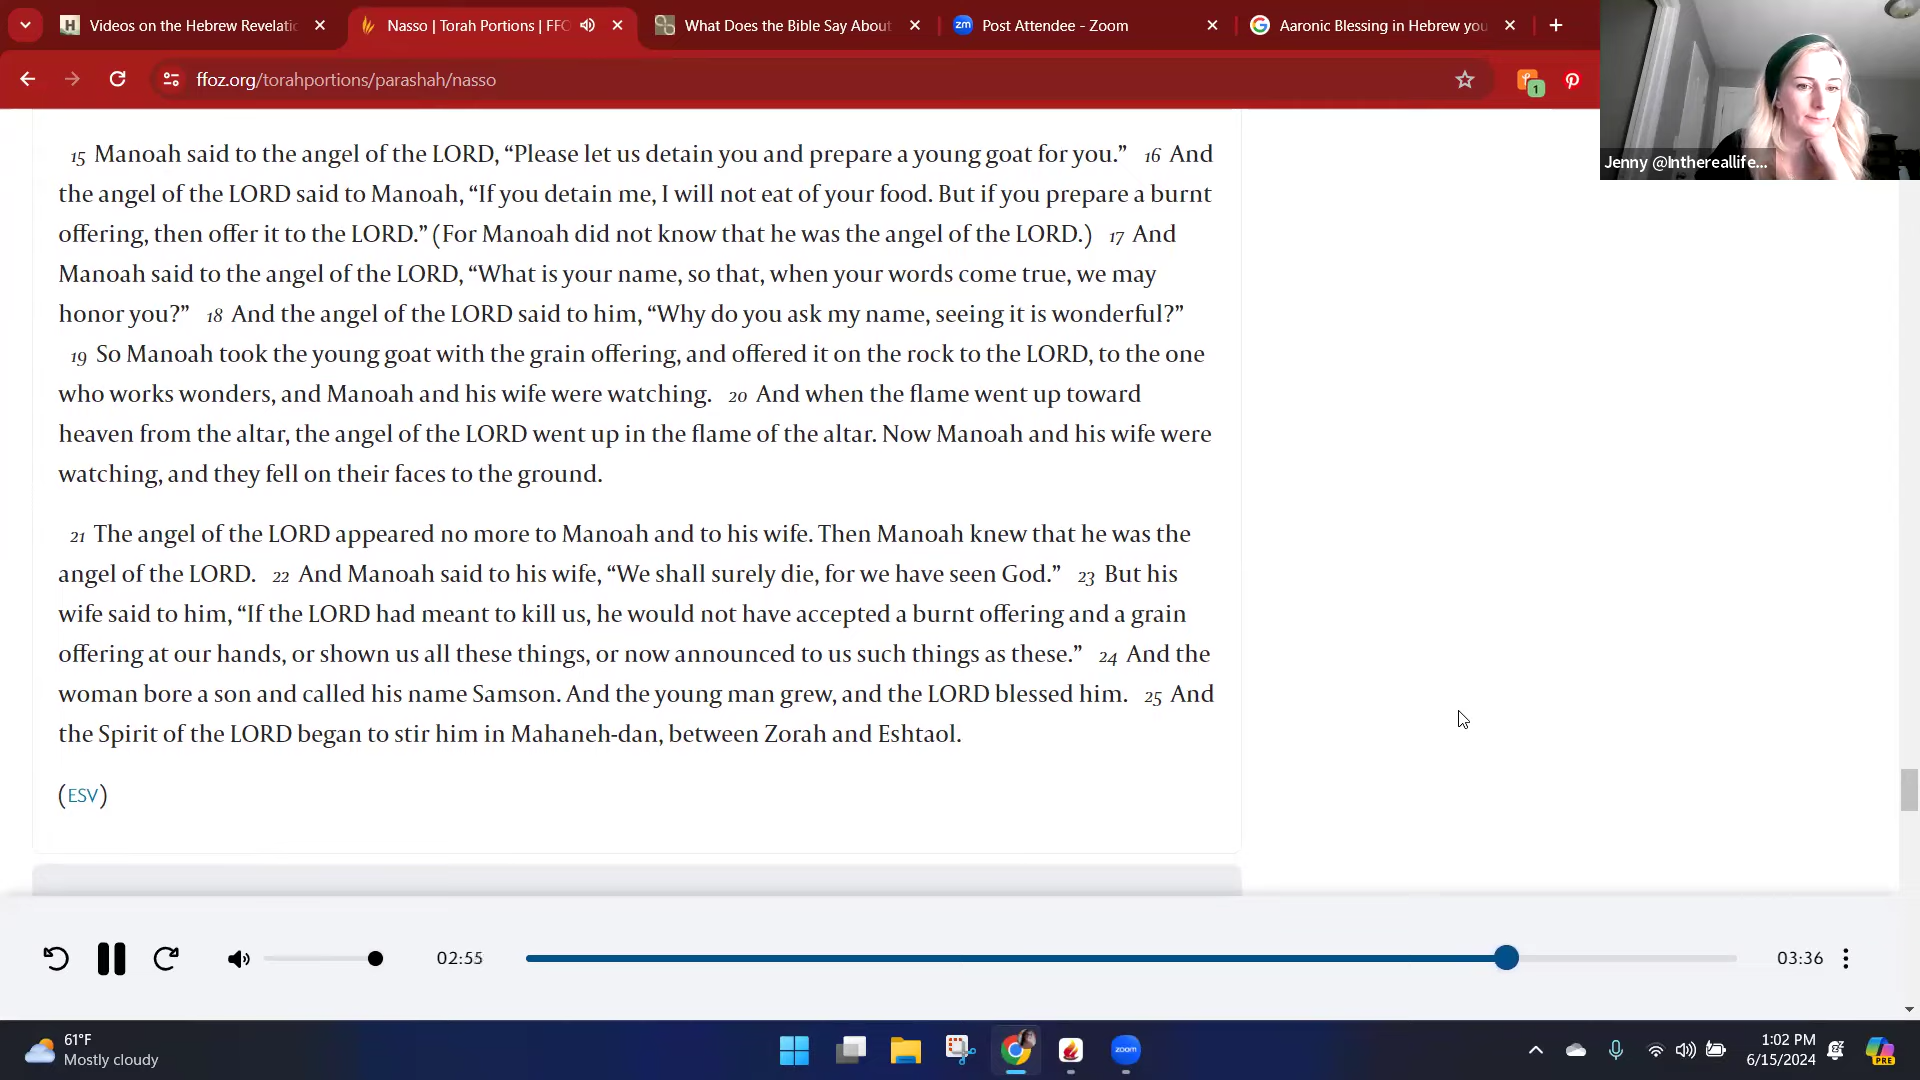 Videos on the Hebrew Revelatic
Nasso | Torah Portions | FFO
What Does the Bible Say About
zm
Post Attendee - Zoom
Aaronic Blessing in Hebrew you
ffoz.org/torahportions/parashah/nasso
1
Jenny @Inthereallife...
15 Manoah said to the angel of the LORD, “Please let us detain you and prepare a young goat for you.” 16 And
the angel of the LORD said to Manoah, “If you detain me, I will not eat of your food. But if you prepare a burnt
offering, then offer it to the LORD.” (For Manoah did not know that he was the angel of the LORD.) 17 And
Manoah said to the angel of the LORD, “What is your name, so that, when your words come true, we may
honor you?” 18 And the angel of the LORD said to him, “Why do you ask my name, seeing it is wonderful?”
19 So Manoah took the young goat with the grain offering, and offered it on the rock to the LORD, to the one
who works wonders, and Manoah and his wife were watching. 20 And when the flame went up toward
heaven from the altar, the angel of the LORD went up in the flame of the altar. Now Manoah and his wife were
watching, and they fell on their faces to the ground.
21 The angel of the LORD appeared no more to Manoah and to his wife. Then Manoah knew that he was the
angel of the LORD. 22 And Manoah said to his wife, “We shall surely die, for we have seen God.” 23 But his
wife said to him, “If the LORD had meant to kill us, he would not have accepted a burnt offering and a grain
offering at our hands, or shown us all these things, or now announced to us such things as these.” 24 And the
woman bore a son and called his name Samson. And the young man grew, and the LORD blessed him. 25 And
the Spirit of the LORD began to stir him in Mahaneh-dan, between Zorah and Eshtaol.
(ESV)
02:55
03:36
61°F
Mostly cloudy
zoom
1:02 PM
6/15/2024
PRE